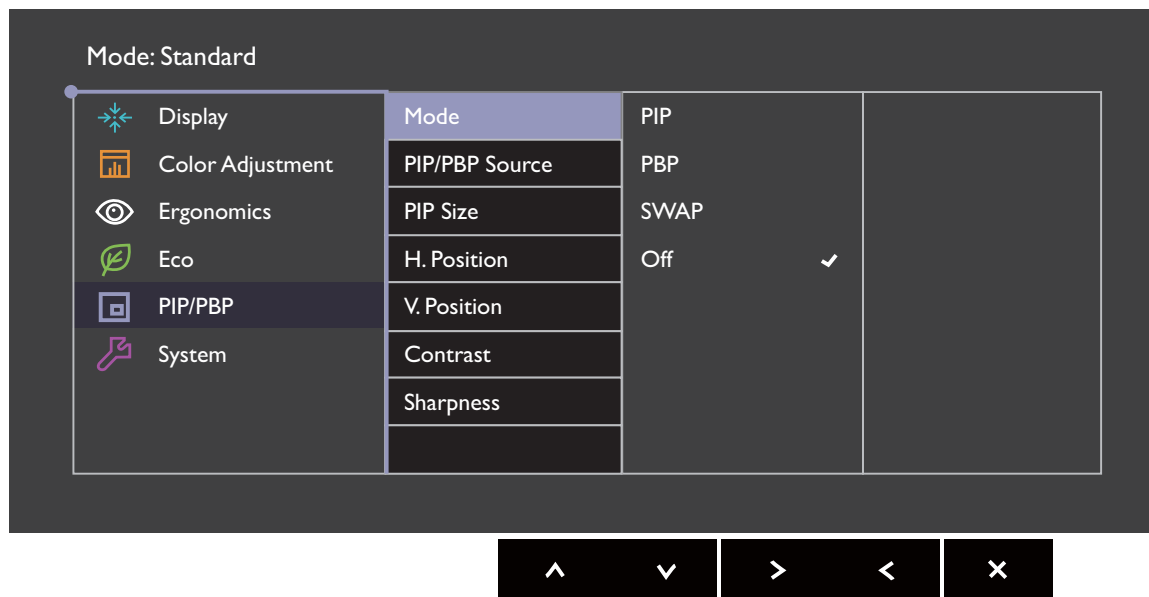 Mode: Standard
Display
Color Adjustment
Ergonomics
Eco
PIP/PBP
System
Mode
PIP/PBP Source
PIP Size
H. Position
V. Position
Contrast
Sharpness
PIP
PBP
SWAP
Off